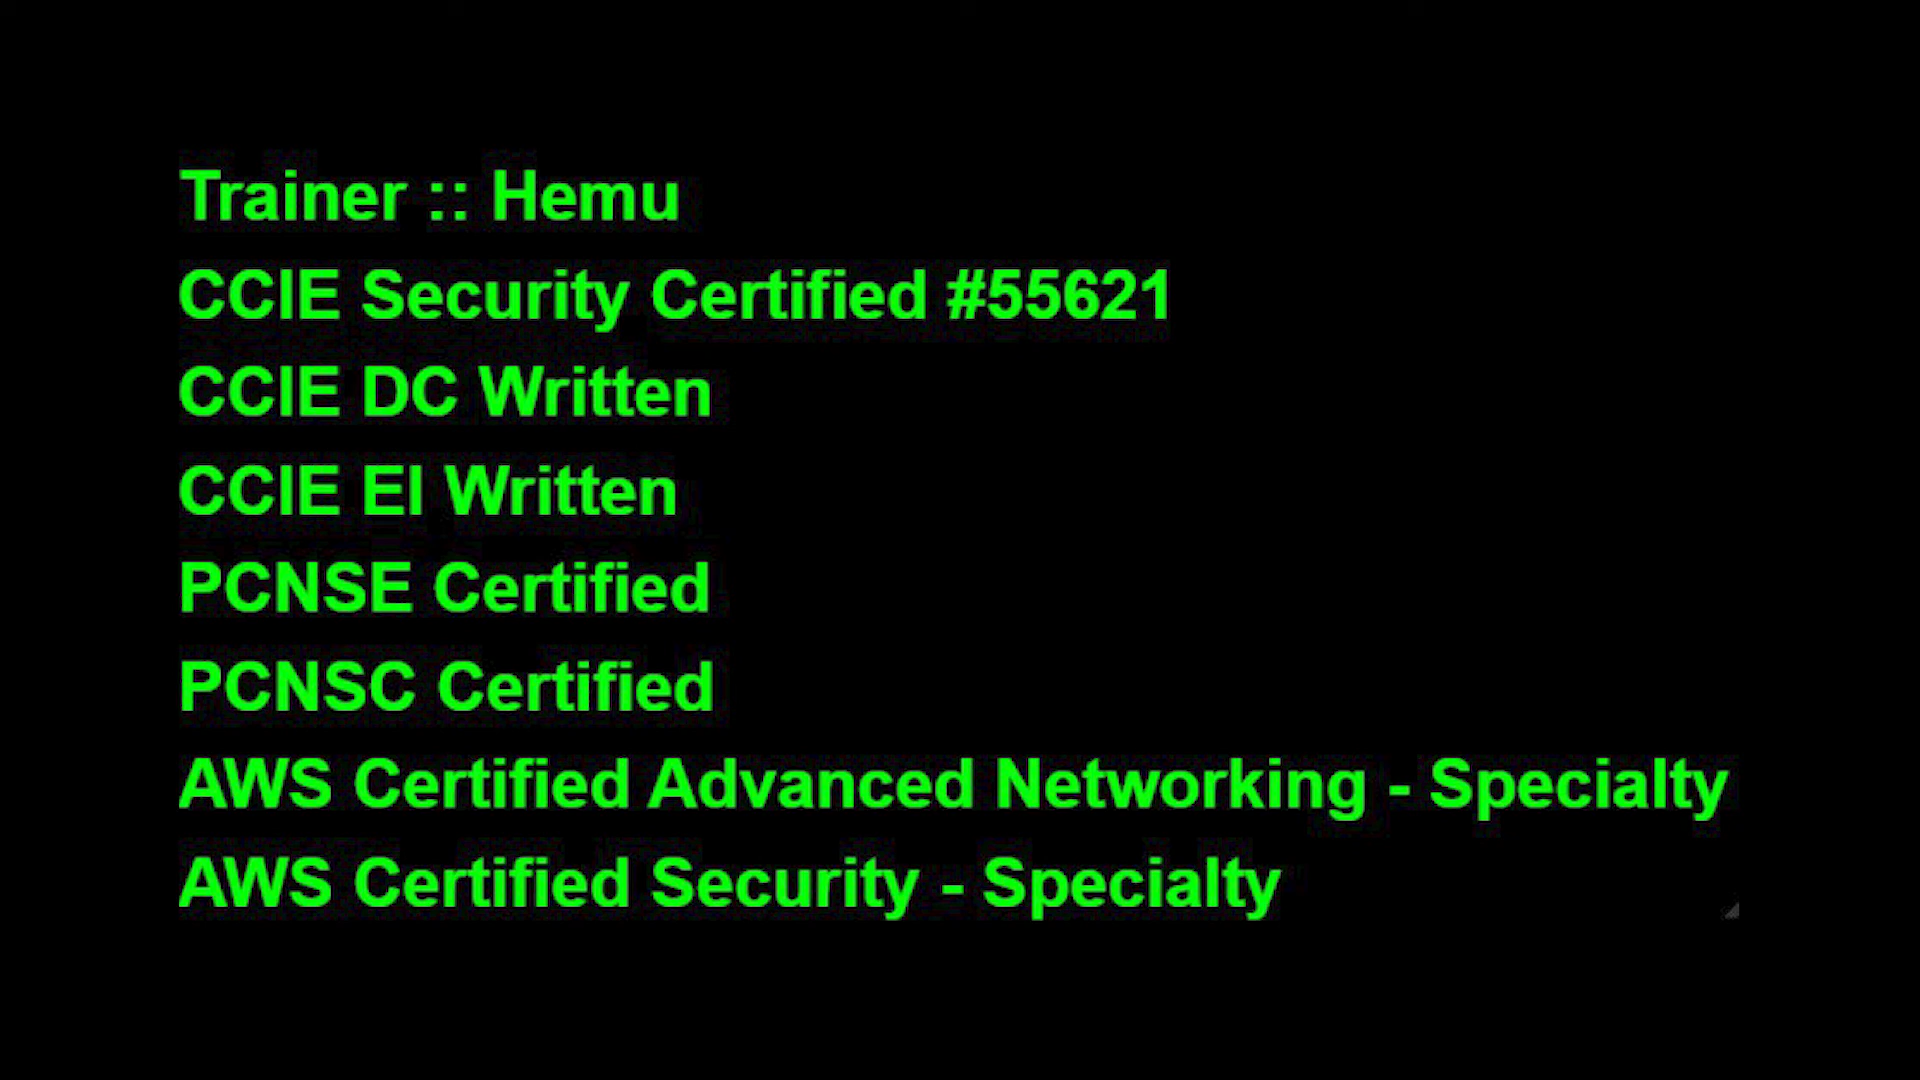 Trainer :: Hemu
CCIE Security Certified #55621
CCIE DC Written
CCIE EI Written
PCNSE Certified
PCNSC Certified
AWS Certified Advanced Networking - Specialty
AWS Certified Security - Specialty